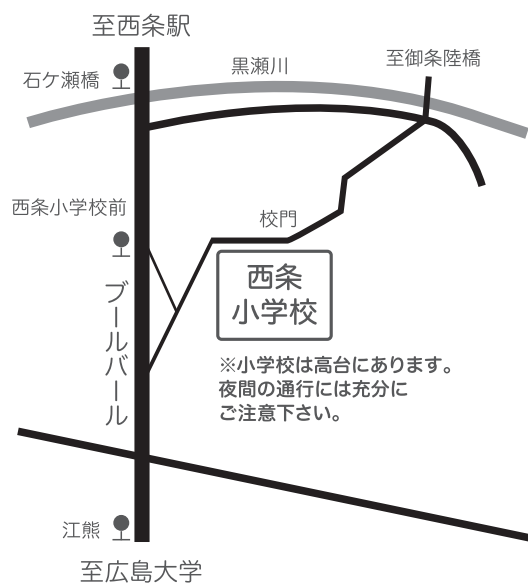 至西条駅
石ケ瀬橋
黒瀬川
至御条陸橋
西条小学校前
校門
西条
小学校
ブールバール
※小学校は高台にあります。
夜間の通行には充分に
ご注意下さい。
江熊
至広島大学